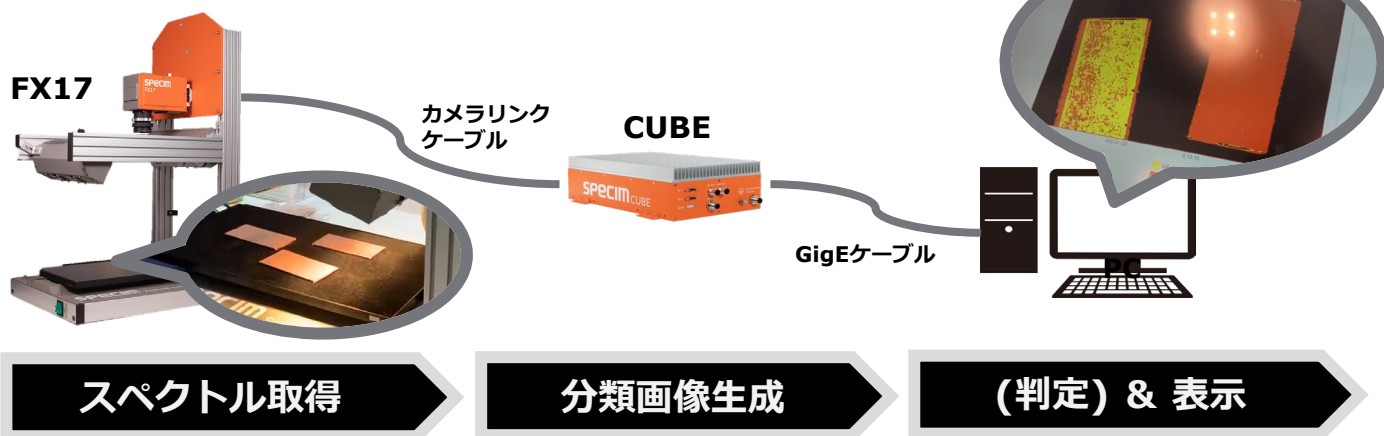 FX17
SPECIM
FX17
カメラリンク
ケーブル
CUBE
SPECIM CUBE
GigEケーブル
PC
SPECIM
スペクトル取得
分類画像生成
(判定) & 表示